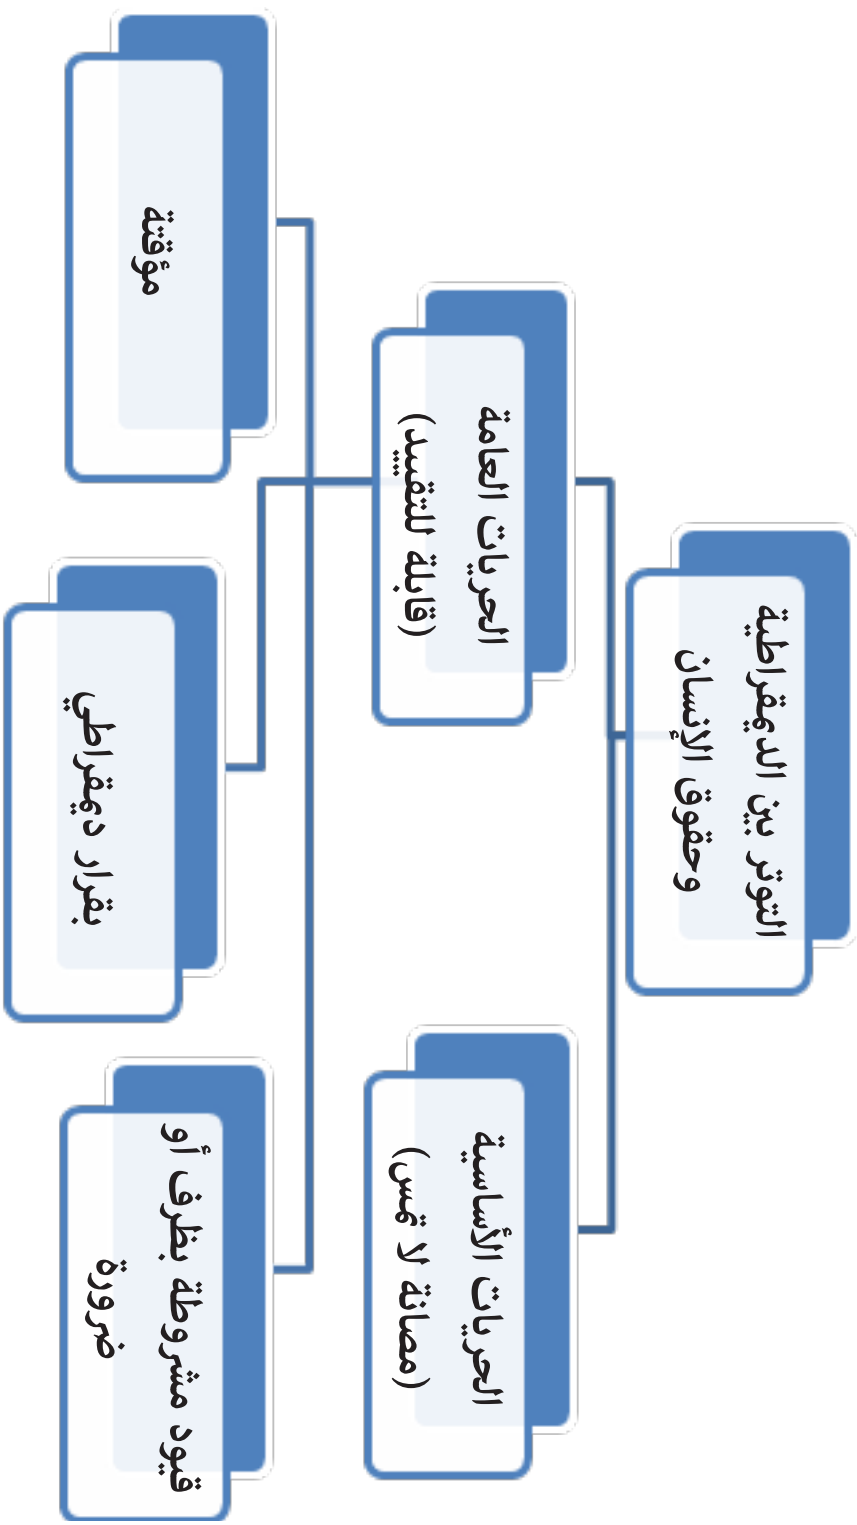 التوتر بين الديمقراطية
وحقوق الإنسان
الحريات الأساسية
(مصانة لا تمس)
الحريات العامة
(قابلة للتقييد)
قيود مشروطة بظرف أو
ضرورة
بقرار ديمقراطي
مؤقتة